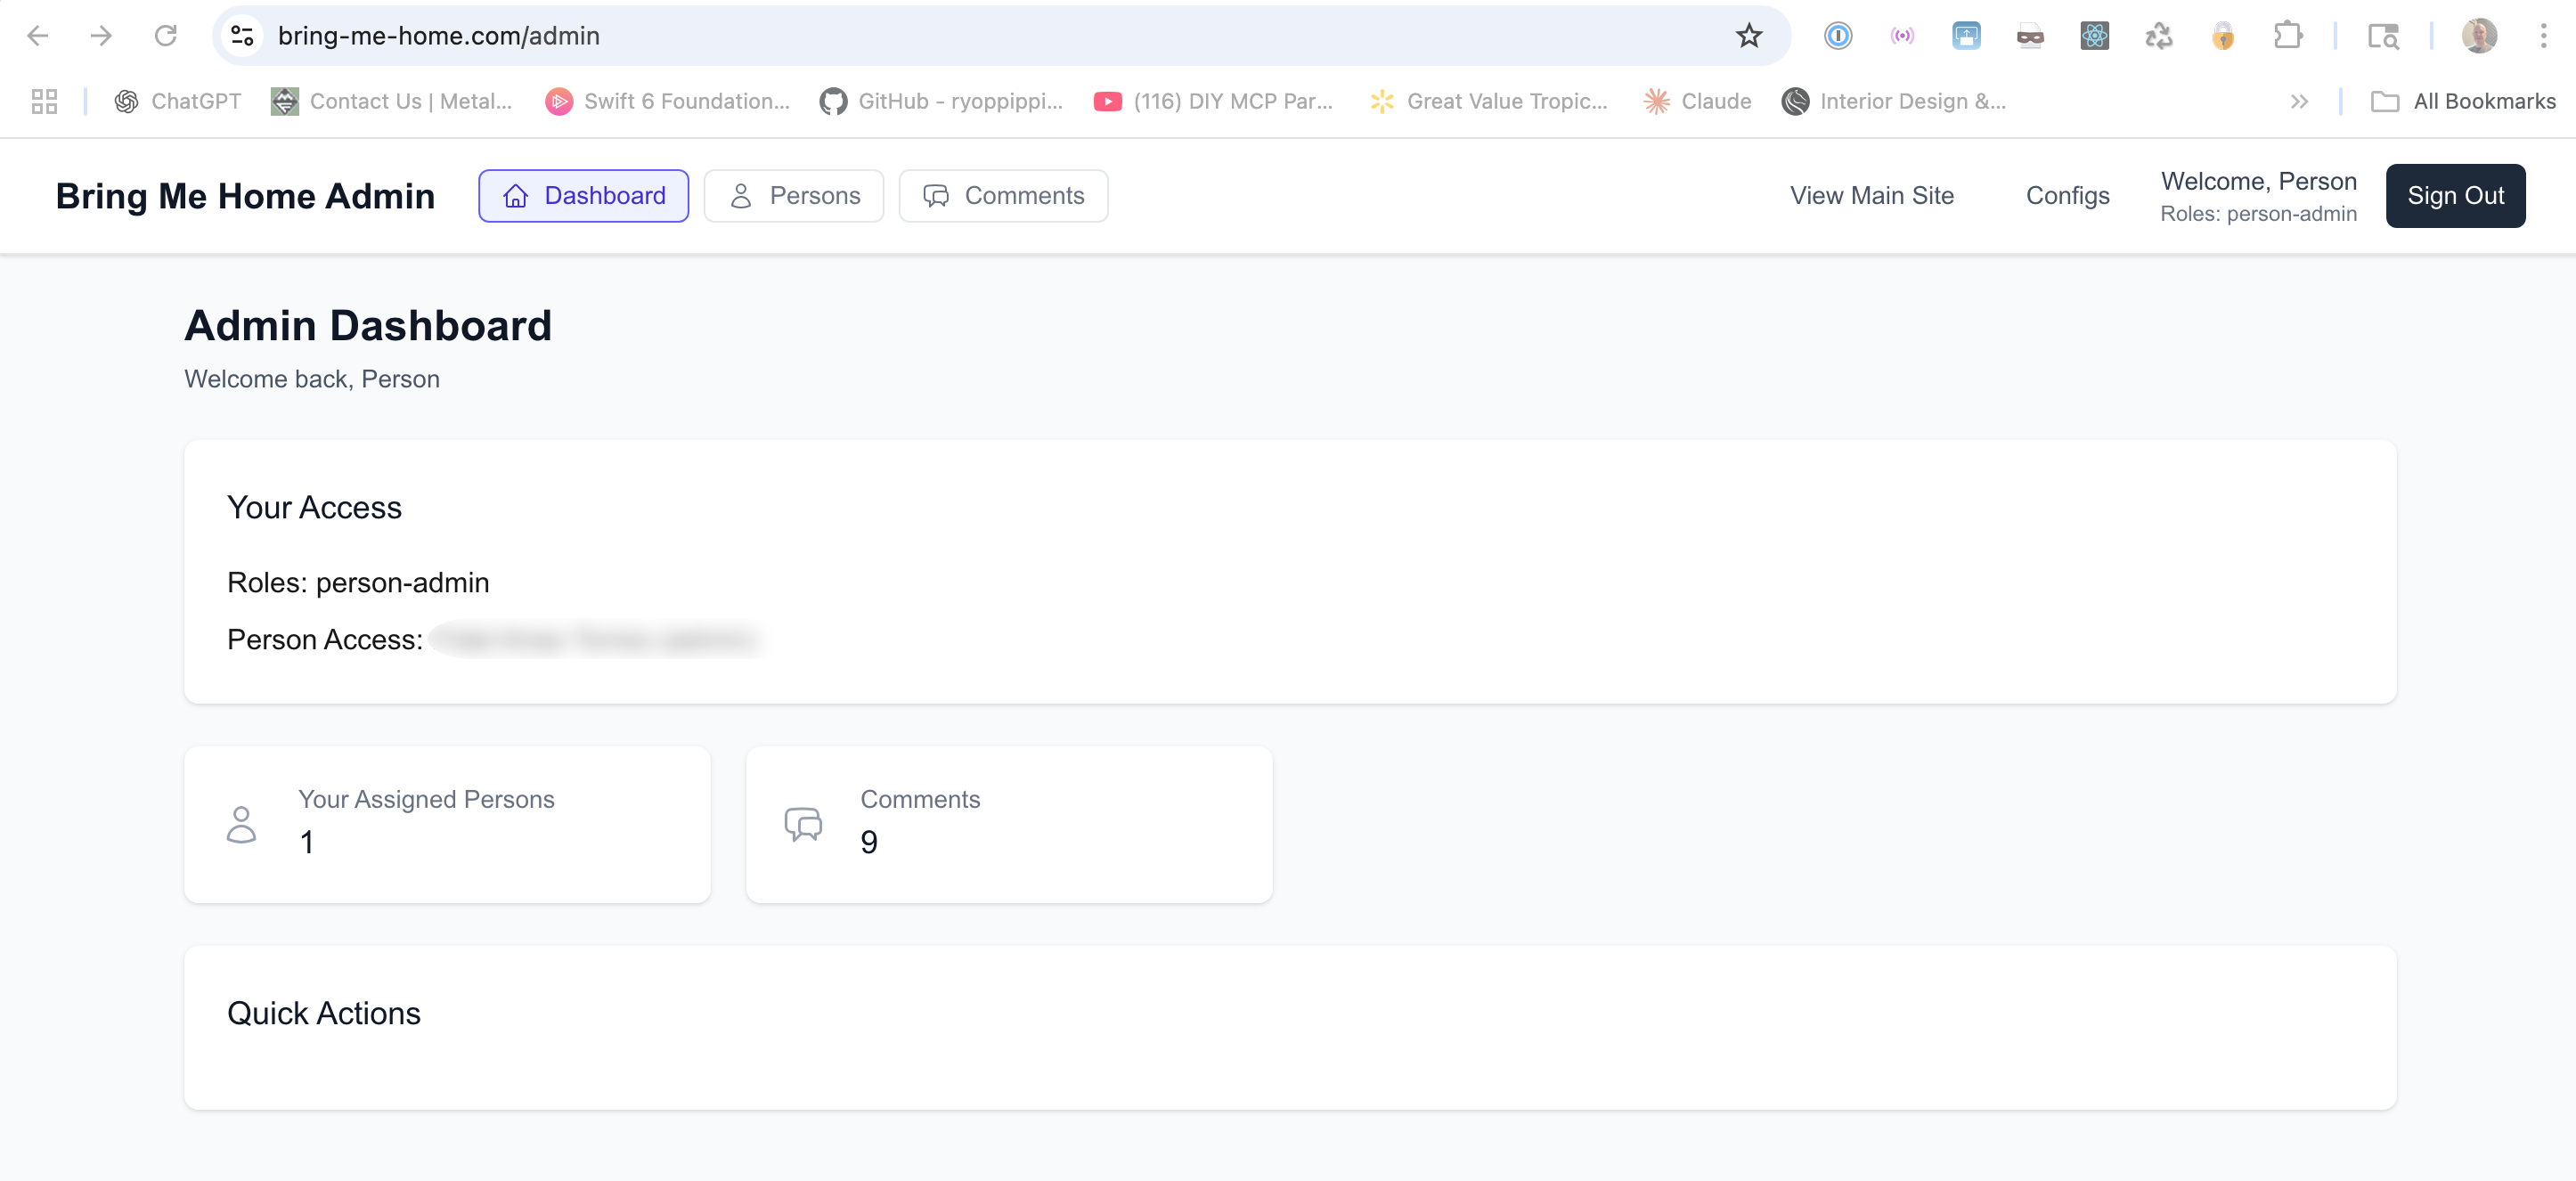 bring-me-home.com/admin
ChatGPT
Contact Us | Metal...
Swift 6 Foundation...
GitHub - ryoppippi...
(116) DIY MCP Par...
Great Value Tropic...
Claude
Interior Design &...
All Bookmarks
Bring Me Home Admin
Dashboard
Persons
Comments
View Main Site
Configs
Welcome, Person
Roles: person-admin
Sign Out
Admin Dashboard
Welcome back, Person
Your Access
Roles: person-admin
Person Access:
Your Assigned Persons
1
Comments
9
Quick Actions